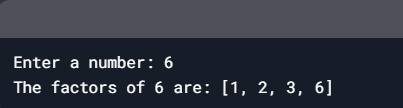 Enter a number: 6
The factors of 6 are: [1, 2, 3, 6]